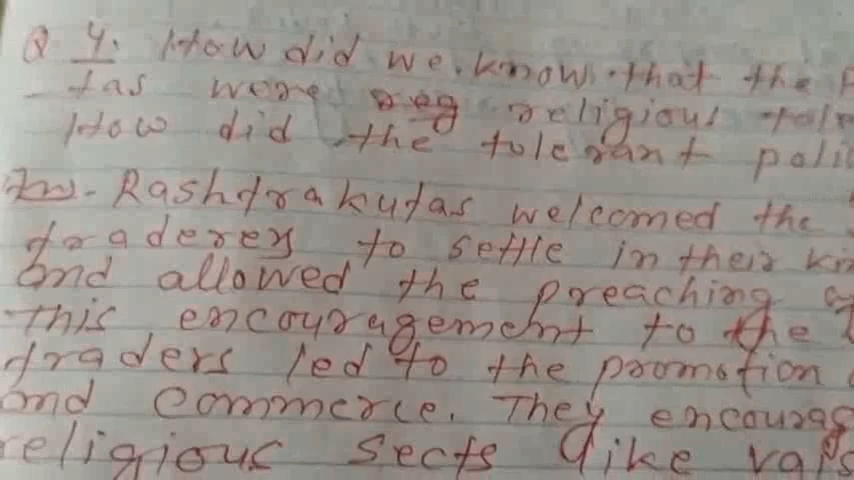 Q 4. How did we know that the
tas were religious
How did the tolerant
Ans- Rashtrakutas welcomed the
traderes to settle in their
and allowed the preaching
this encouragement to the
traders led to the promotion
and commerce. They
religious sects like